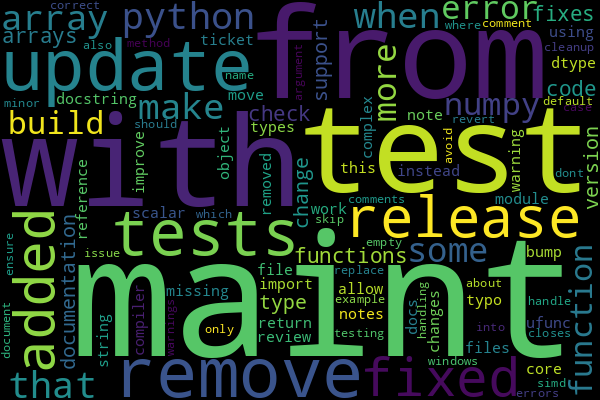 correct
array
python
when
error
fixes
comment
where
using
cleanup
arrays
also
ticket
support
from
update
method
docstring
name
move
more
dtype
code
make
check
argument
numpy
default
case
minor
build
should
types
note
complex
revert
with
test
improved
object
this
instead
avoid
warning
dont
version
reference
scalar
removed
change
module
which
work
skip
comments
release
added
tests
functions
some
empty
ensure
documentation
issue
file
maint
bump
function
missing
import
allow
replace
about
typo
handle
type
example
docs
handling
changes
ufunc
string
compiler
warnings
only
return
notes
into
closes
document
review
testing
windows
files
core
that
remove
fixed
simd
errors